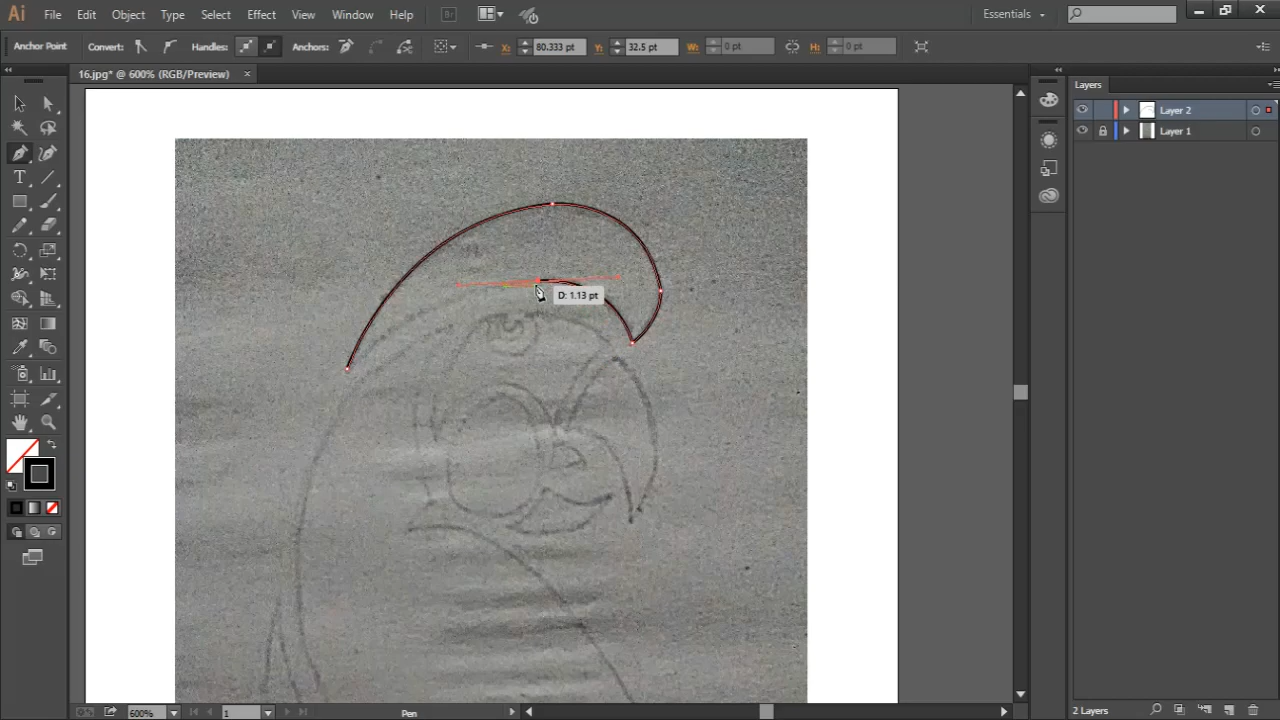 Ai File Edit Object Type Select Effect View Window Help Br Essentials
Anchor Point Convert: Handles: Anchors: X: 80.333 pt Y: 32.5 pt W: 0 pt H: 0 pt
16.jpg* @ 600% (RGB/Preview) ×
Layers
Layer 2
Layer 1
D: 1.13 pt
600% 1 Pen
2 Layers